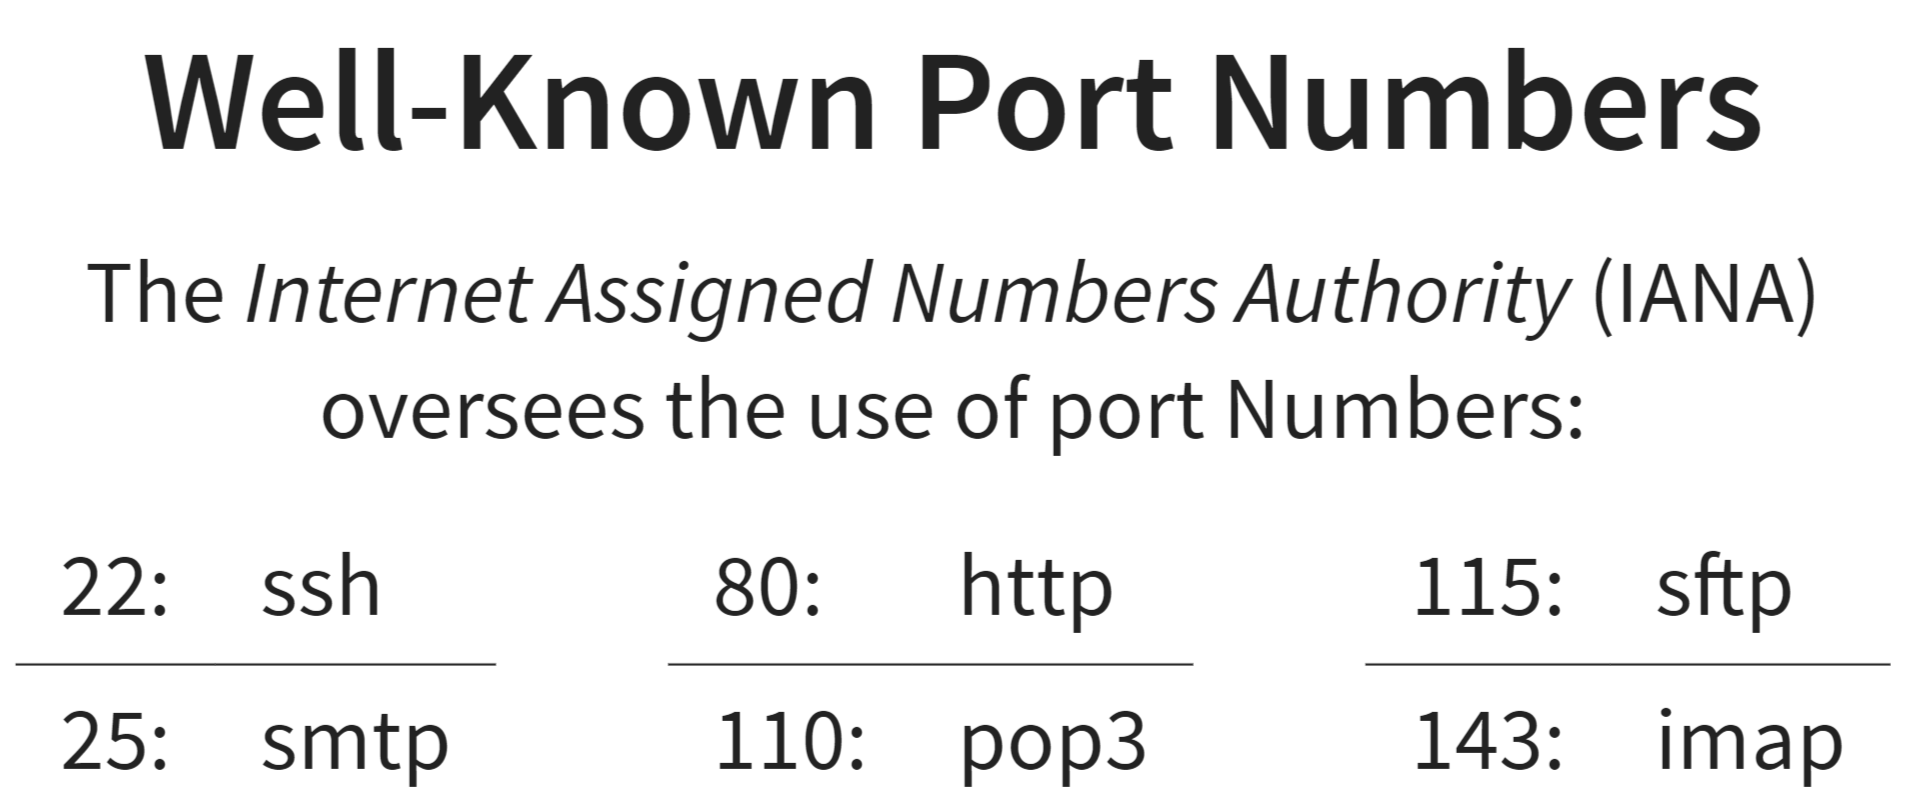 Well-Known Port Numbers
The Internet Assigned Numbers Authority (IANA)
oversees the use of port Numbers:
22: ssh 80: http 115: sftp
25: smtp 110: pop3 143: imap